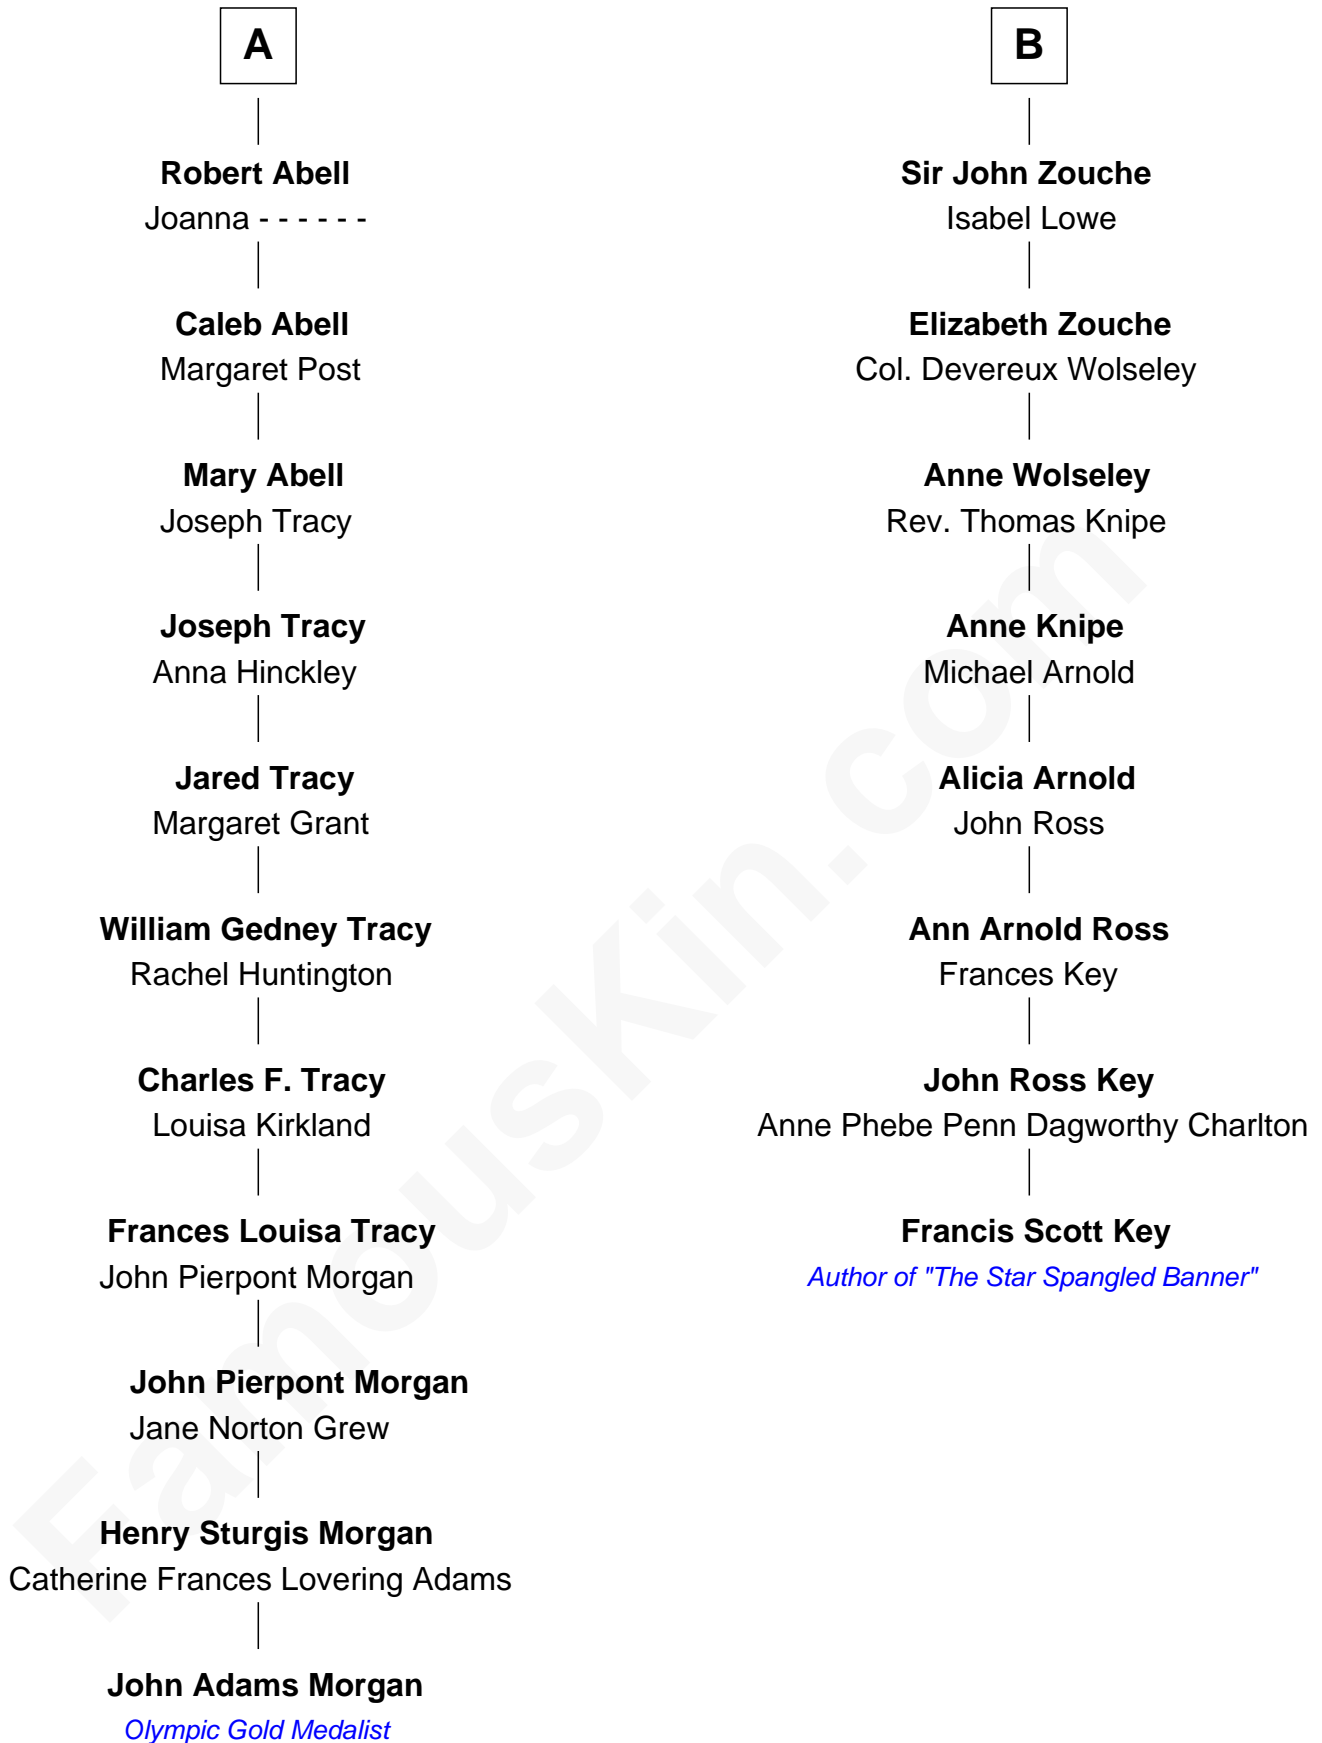 A
Robert Abell
Joanna - - - - - -
Caleb Abell
Margaret Post
Mary Abell
Joseph Tracy
Joseph Tracy
Anna Hinckley
Jared Tracy
Margaret Grant
William Gedney Tracy
Rachel Huntington
Charles F. Tracy
Louisa Kirkland
Frances Louisa Tracy
John Pierpont Morgan
John Pierpont Morgan
Jane Norton Grew
Henry Sturgis Morgan
Catherine Frances Lovering Adams
John Adams Morgan
Olympic Gold Medalist
B
Sir John Zouche
Isabel Lowe
Elizabeth Zouche
Col. Devereux Wolseley
Anne Wolseley
Rev. Thomas Knipe
Anne Knipe
Michael Arnold
Alicia Arnold
John Ross
Ann Arnold Ross
Frances Key
John Ross Key
Anne Phebe Penn Dagworthy Charlton
Francis Scott Key
Author of "The Star Spangled Banner"
FamousKin.com